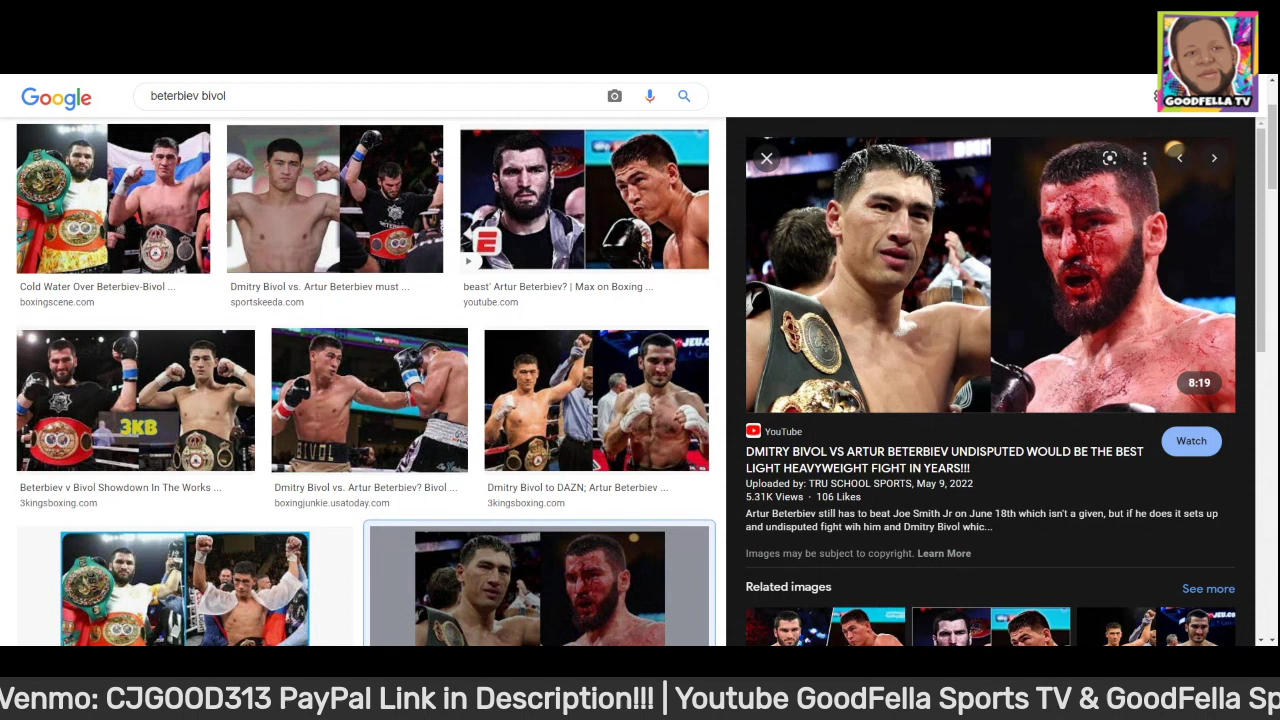 GOODFELLA TV
Google
beterbiev bivol
Cold Water Over Beterbiev-Bivol ...
boxingscene.com
Dmitry Bivol vs. Artur Beterbiev must ...
sportskeeda.com
beast' Artur Beterbiev? | Max on Boxing ...
youtube.com
3KB
BIVOL
Beterbiev v Bivol Showdown In The Works ...
3kingsboxing.com
Dmitry Bivol vs. Artur Beterbiev? Bivol ...
boxingjunkie.usatoday.com
Dmitry Bivol to DAZN; Artur Beterbiev ...
3kingsboxing.com
8:19
YouTube
Watch
DMITRY BIVOL VS ARTUR BETERBIEV UNDISPUTED WOULD BE THE BEST
LIGHT HEAVYWEIGHT FIGHT IN YEARS!!!
Uploaded by: TRU SCHOOL SPORTS, May 9, 2022
5.31K Views · 106 Likes
Artur Beterbiev still has to beat Joe Smith Jr on June 18th which isn't a given, but if he does it sets up
and undisputed fight wih him and Dmitry Bivol whic...
Images may be subject to copyright. Learn More
Related images
See more
Venmo: CJGOOD313 PayPal Link in Description!!! | Youtube GoodFella Sports TV & GoodFella Sp